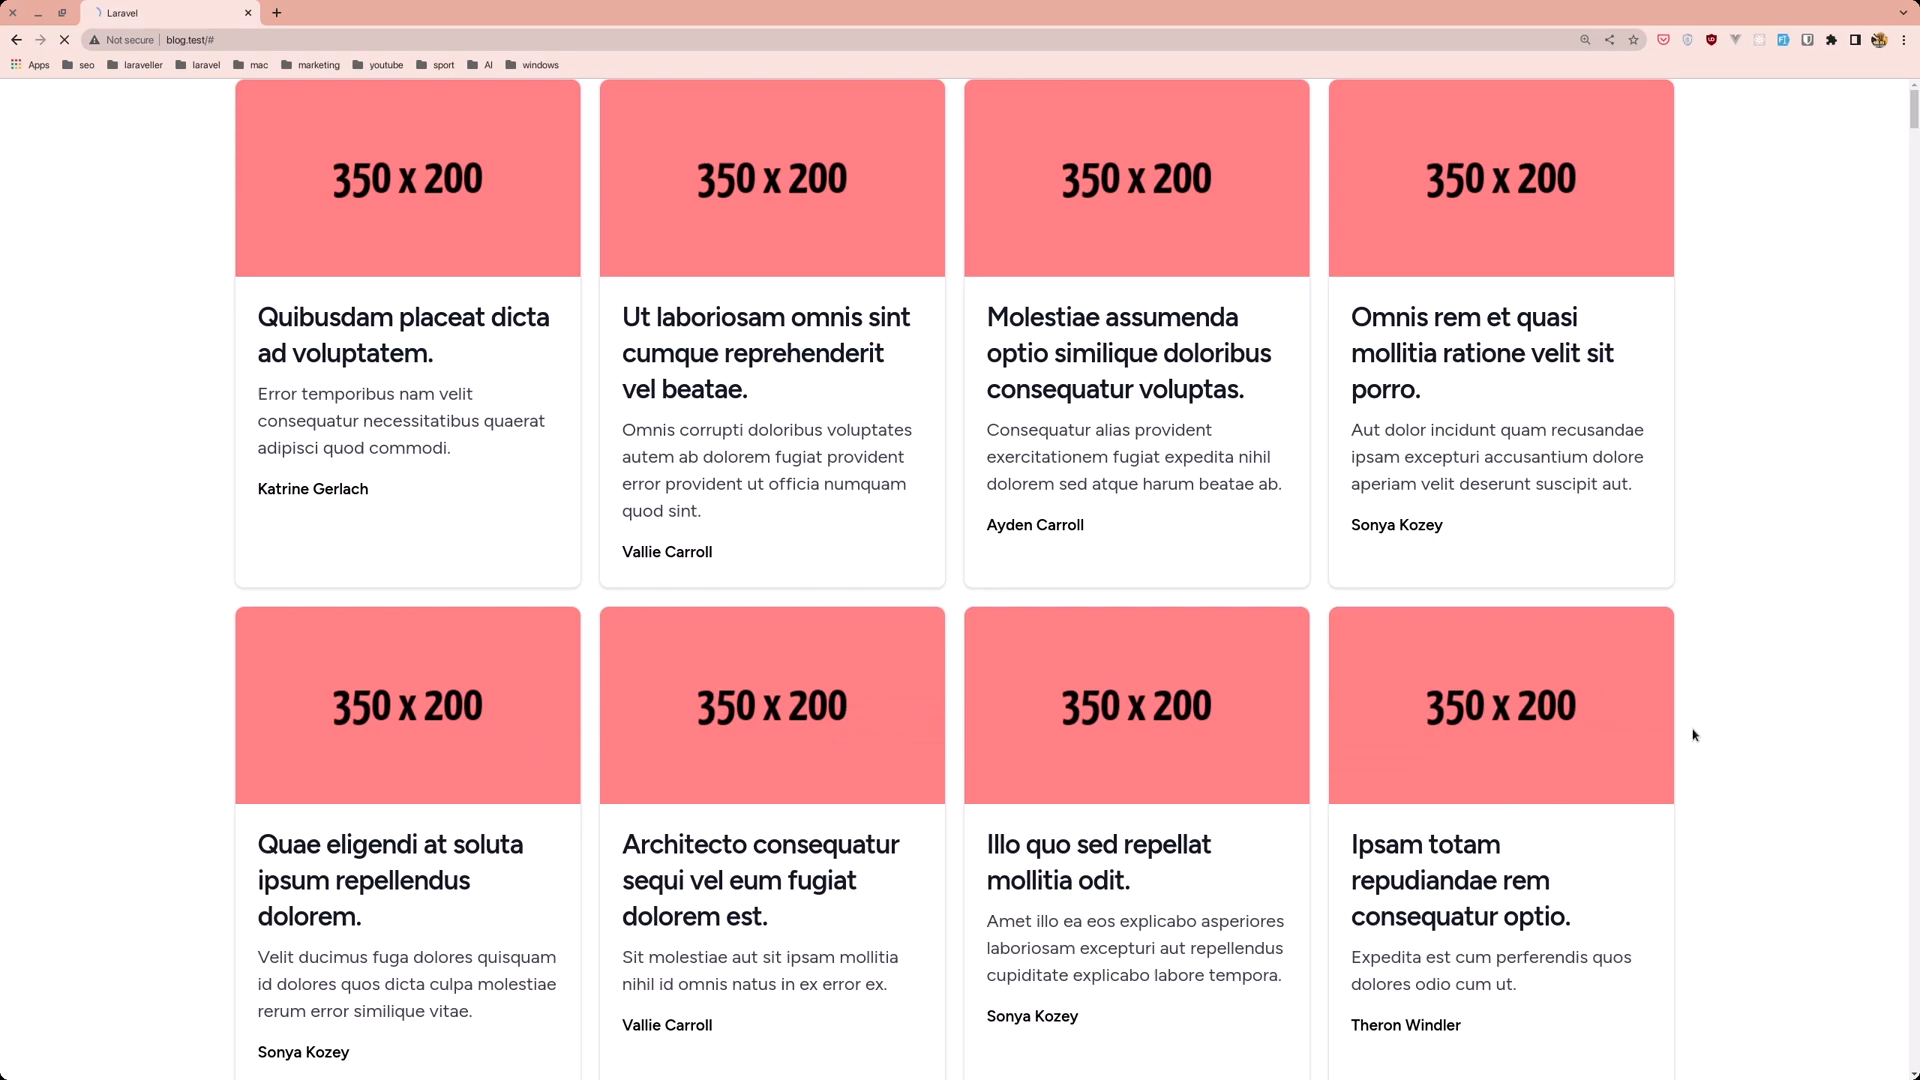 Laravel
Not secure
blog.test/#
Apps
seo
laraveller
laravel
mac
marketing
youtube
sport
AI
windows
350 x 200
Quibusdam placeat dicta
ad voluptatem.
Error temporibus nam velit
consequatur necessitatibus quaerat
adipisci quod commodi.
Katrine Gerlach
350 x 200
Ut laboriosam omnis sint
cumque reprehenderit
vel beatae.
Omnis corrupti doloribus voluptates
autem ab dolorem fugiat provident
error provident ut officia numquam
quod sint.
Vallie Carroll
350 x 200
Molestiae assumenda
optio similique doloribus
consequatur voluptas.
Consequatur alias provident
exercitationem fugiat expedita nihil
dolorem sed atque harum beatae ab.
Ayden Carroll
350 x 200
Omnis rem et quasi
mollitia ratione velit sit
porro.
Aut dolor incidunt quam recusandae
ipsam excepturi accusantium dolore
aperiam velit deserunt suscipit aut.
Sonya Kozey
350 x 200
Quae eligendi at soluta
ipsum repellendus
dolorem.
Velit ducimus fuga dolores quisquam
id dolores quos dicta culpa molestiae
rerum error similique vitae.
Sonya Kozey
350 x 200
Architecto consequatur
sequi vel eum fugiat
dolorem est.
Sit molestiae aut sit ipsam mollitia
nihil id omnis natus in ex error ex.
Vallie Carroll
350 x 200
Illo quo sed repellat
mollitia odit.
Amet illo ea eos explicabo asperiores
laboriosam excepturi aut repellendus
cupiditate explicabo labore tempora.
Sonya Kozey
350 x 200
Ipsam totam
repudiandae rem
consequatur optio.
Expedita est cum perferendis quos
dolores odio cum ut.
Theron Windler